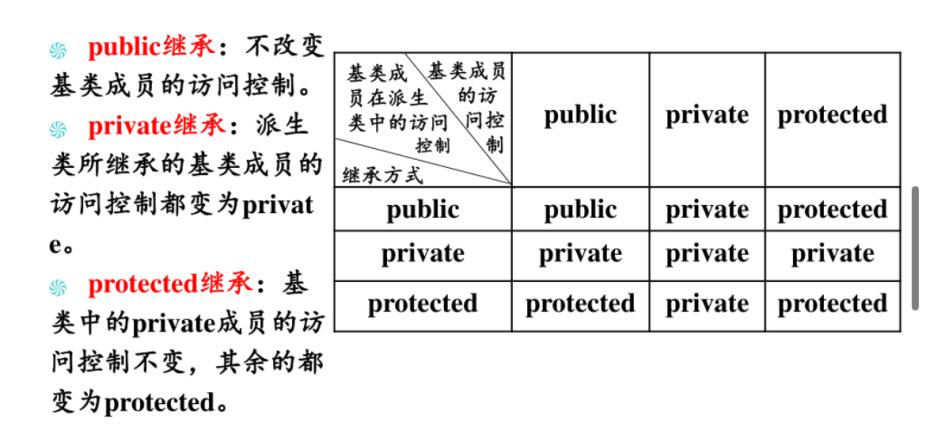 public继承：不改变
基类成员的访问控制。
private继承：派生
类所继承的基类成员的
访问控制都变为privat
e。
protected继承：基
类中的private成员的访
问控制不变，其余的都
变为protected。
基类成
员在派生
类中的访问
控制
基类成员
的访
问控
制
继承方式
public private protected
public public private protected
private private private private
protected protected private protected